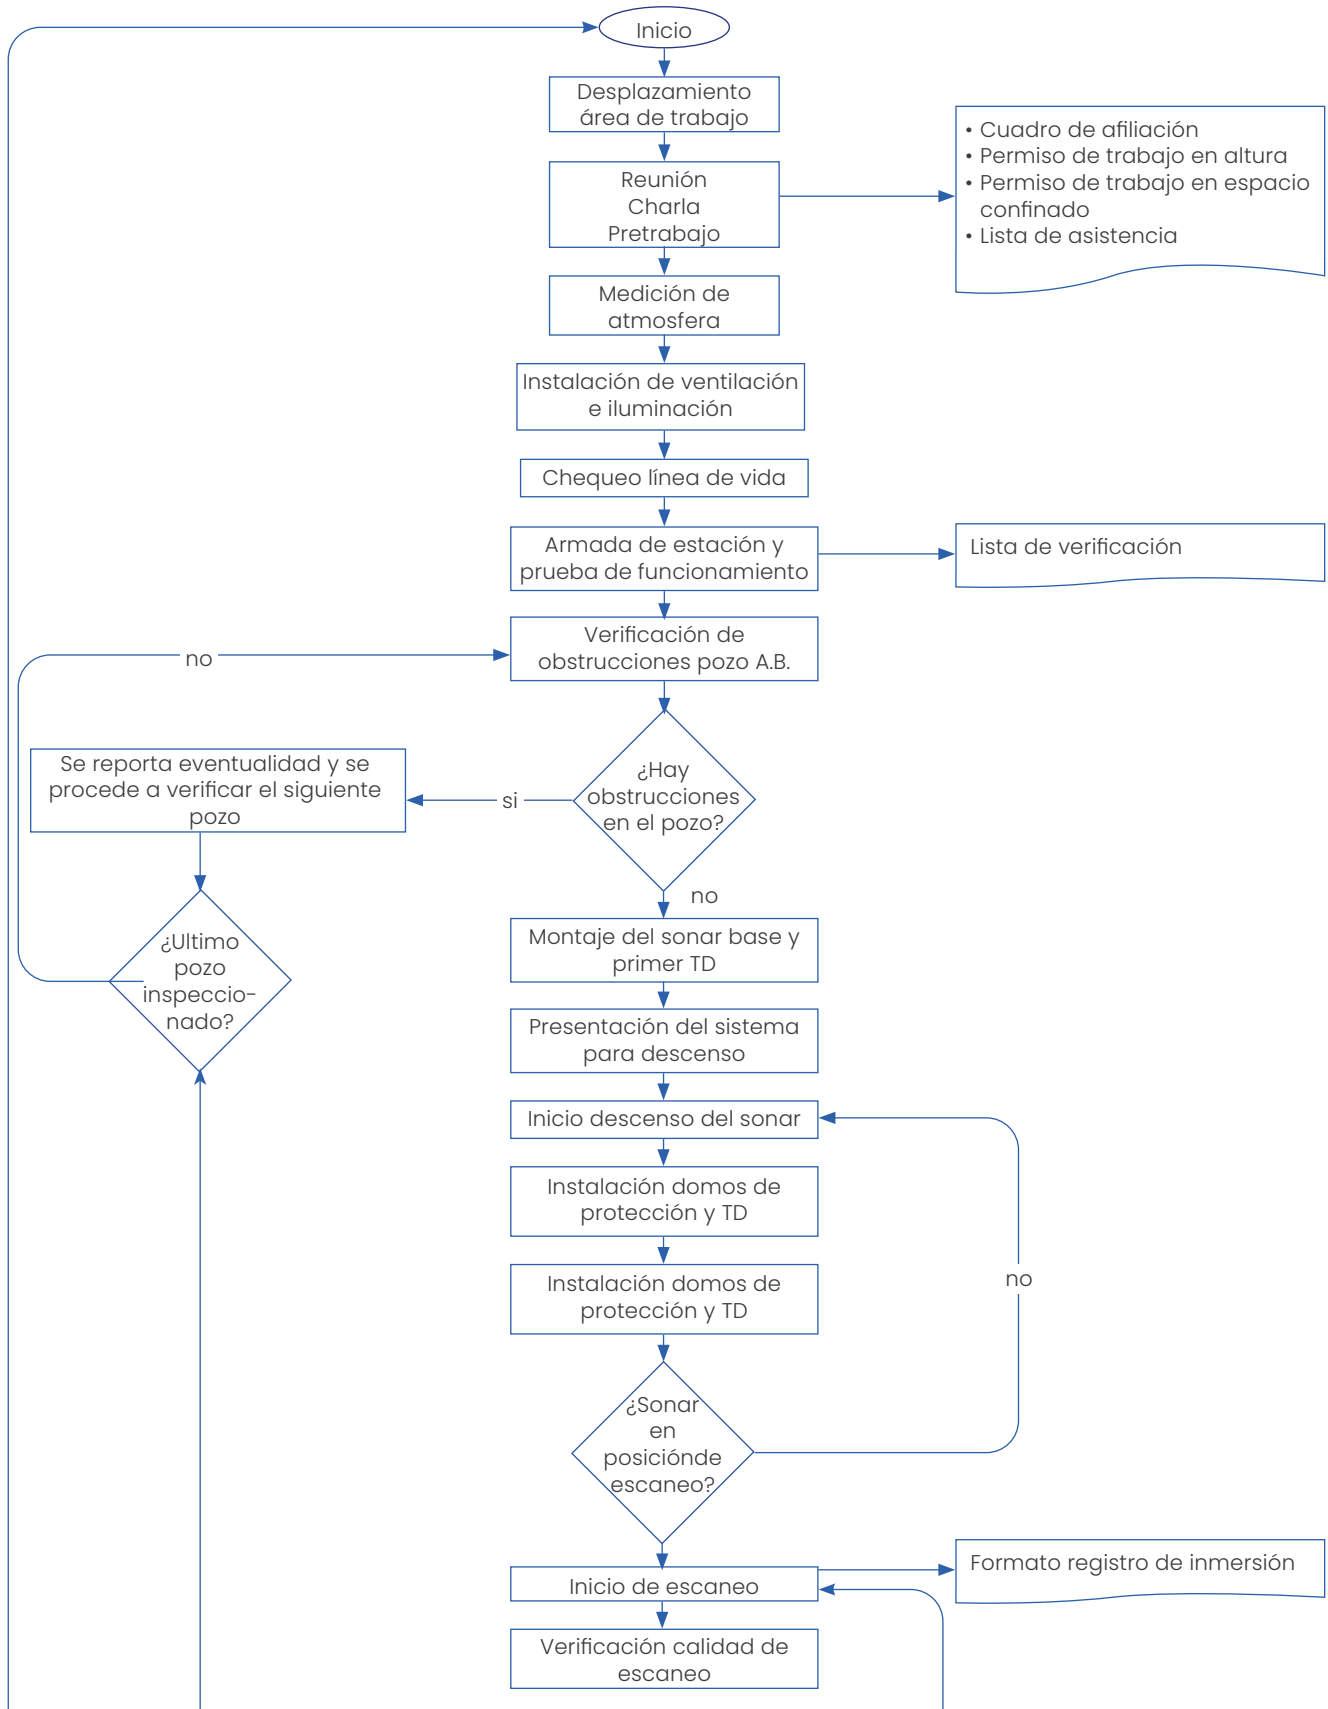 Inicio
Desplazamiento
área de trabajo
Reunión
Charla
Pretrabajo
• Cuadro de afiliación
• Permiso de trabajo en altura
• Permiso de trabajo en espacio
confinado
• Lista de asistencia
Medición de
atmosfera
Instalación de ventilación
e iluminación
Chequeo línea de vida
Armada de estación y
prueba de funcionamiento
Lista de verificación
Verificación de
obstrucciones pozo A.B.
no
¿Hay
obstrucciones
en el pozo?
si
Se reporta eventualidad y se
procede a verificar el siguiente
pozo
no
¿Ultimo
pozo
inspeccio-
nado?
Montaje del sonar base y
primer TD
Presentación del sistema
para descenso
Inicio descenso del sonar
Instalación domos de
protección y TD
Instalación domos de
protección y TD
no
¿Sonar
en
posiciónde
escaneo?
Inicio de escaneo
Formato registro de inmersión
Verificación calidad de
escaneo